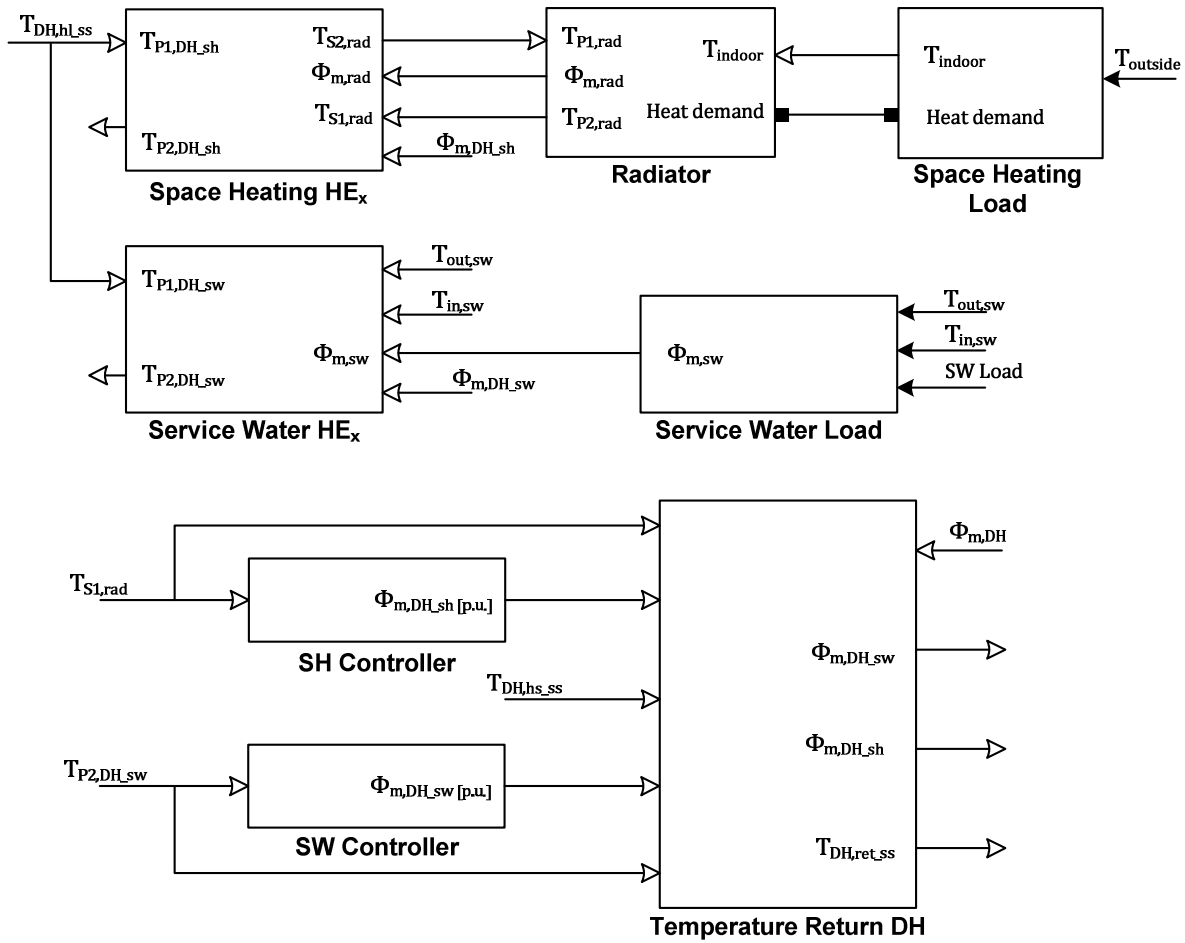 T_DH,hl_ss
T_P1,DH_sh
T_S2,rad
Φ_m,rad
T_S1,rad
T_P2,DH_sh
Φ_m,DH_sh
Space Heating HE_x
T_P1,rad
T_indoor
Φ_m,rad
Heat demand
T_P2,rad
Radiator
T_indoor
Heat demand
T_outside
Space Heating
Load
T_P1,DH_sw
T_out,sw
T_in,sw
Φ_m,sw
T_P2,DH_sw
Φ_m,DH_sw
Service Water HE_x
Φ_m,sw
T_out,sw
T_in,sw
SW Load
Service Water Load
T_S1,rad
Φ_m,DH_sh [p.u.]
SH Controller
T_DH,hs_ss
T_P2,DH_sw
Φ_m,DH_sw [p.u.]
SW Controller
Φ_m,DH
Φ_m,DH_sw
Φ_m,DH_sh
T_DH,ret_ss
Temperature Return DH